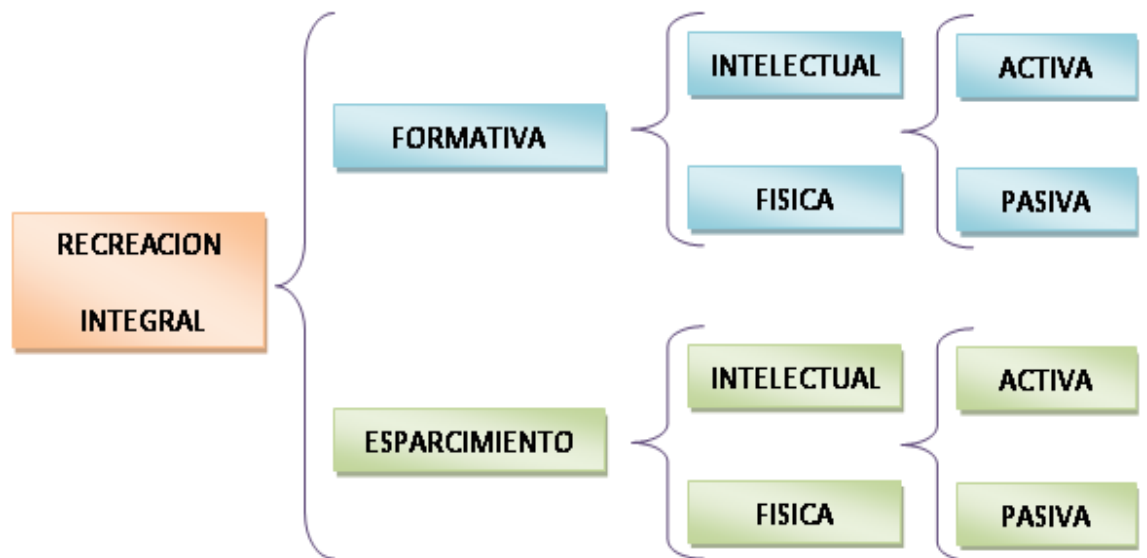 RECREACION
INTEGRAL
FORMATIVA
INTELECTUAL
FISICA
ACTIVA
PASIVA
ESPARCIMIENTO
INTELECTUAL
FISICA
ACTIVA
PASIVA